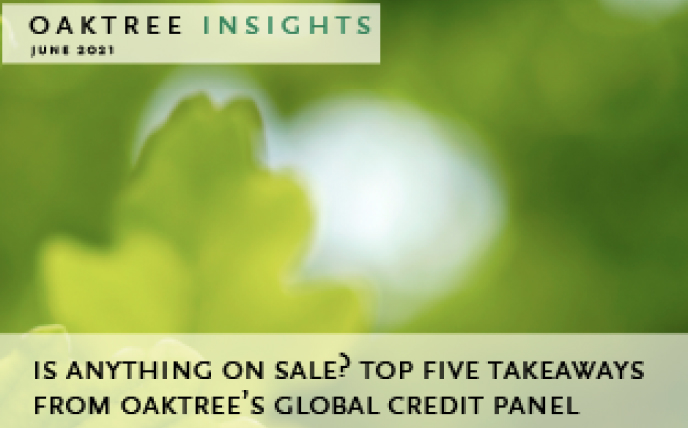 OAKTREE INSIGHTS
JUNE 2021
IS ANYTHING ON SALE? TOP FIVE TAKEAWAYS
FROM OAKTREE'S GLOBAL CREDIT PANEL